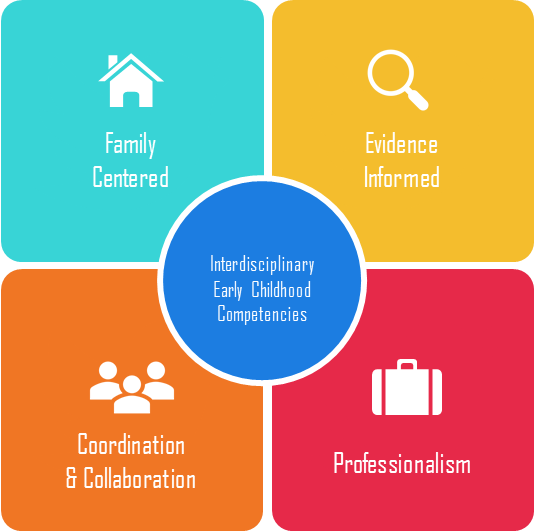 Family
Centered
Evidence
Informed
Interdisciplinary
Early Childhood
Competencies
Coordination
& Collaboration
Professionalism